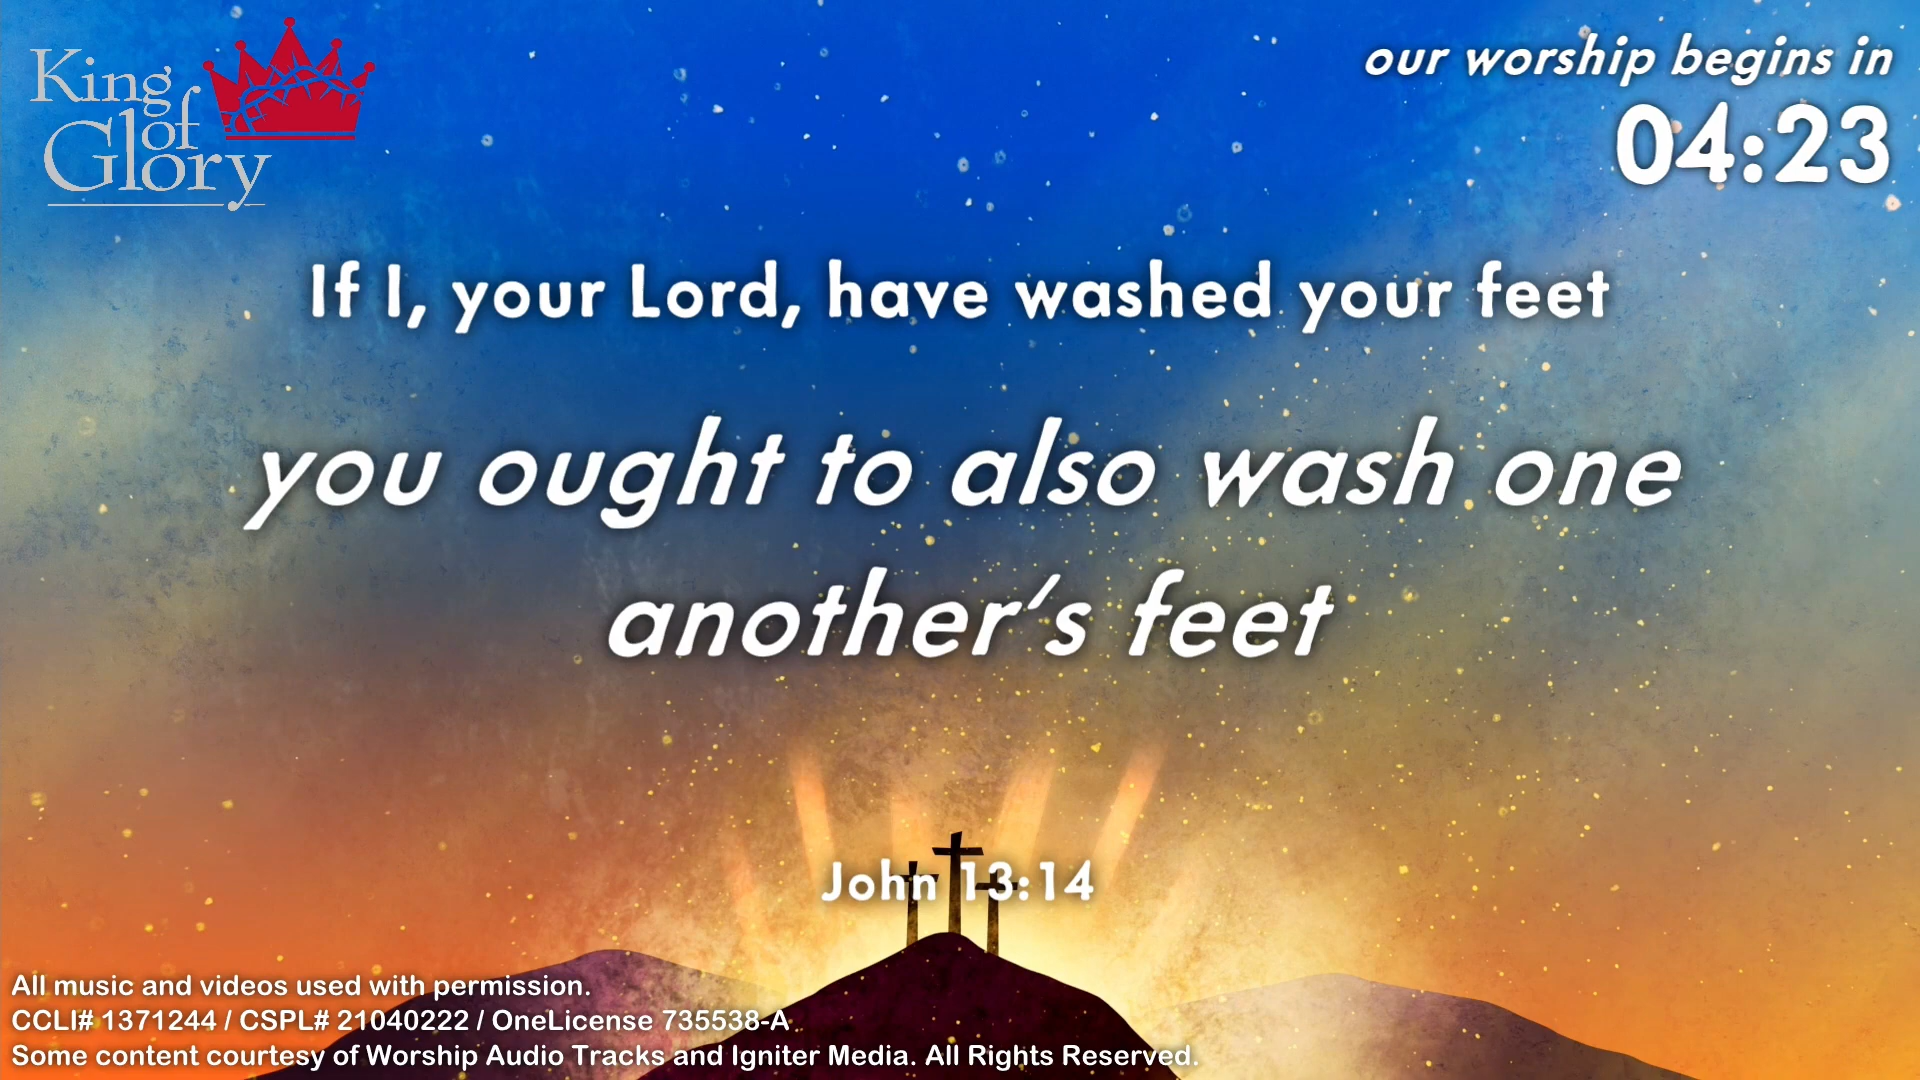 King
of
Glory
our worship begins in
04:23
If I, your Lord, have washed your feet
you ought to also wash one
another's feet
John 13:14
All music and videos used with permission.
CCLI# 1371244 / CSPL# 21040222 / OneLicense 735538-A
Some content courtesy of Worship Audio Tracks and Igniter Media. All Rights Reserved.